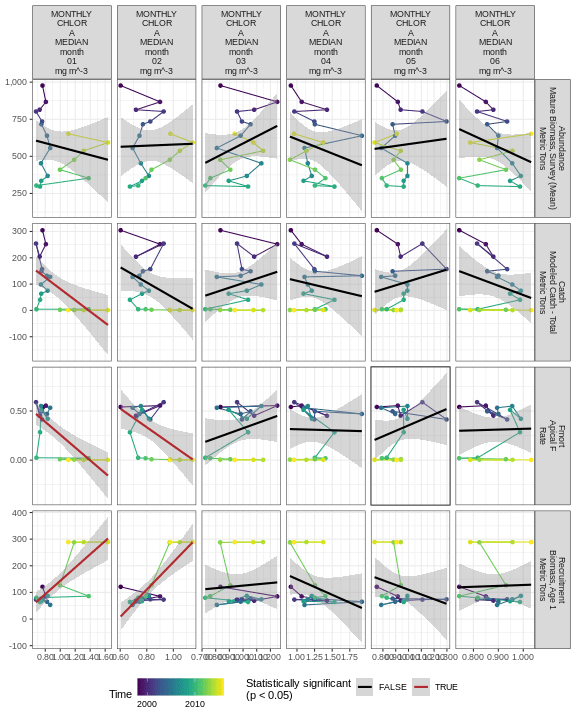 MONTHLY
CHLOR
A
MEDIAN
month
01
mg m^-3
MONTHLY
CHLOR
A
MEDIAN
month
02
mg m^-3
MONTHLY
CHLOR
A
MEDIAN
month
03
mg m^-3
MONTHLY
CHLOR
A
MEDIAN
month
04
mg m^-3
MONTHLY
CHLOR
A
MEDIAN
month
05
mg m^-3
MONTHLY
CHLOR
A
MEDIAN
month
06
mg m^-3
1,000
750
500
250
Abundance
Mature Biomass, Survey (Mean)
Metric Tons
300
200
100
0
-100
Catch
Modeled Catch - Total
Metric Tons
0.50
0.00
Fmort
Apical F
Rate
400
300
200
100
0
-100
Recruitment
Biomass, Age 1
Metric Tons
0.80 1.00 1.20 1.40 1.60
0.60 0.80 1.00
1.00 1.25 1.50 1.75
0.800 0.900 1.000
Time
2000 2010
Statistically significant
(p < 0.05)
FALSE
TRUE